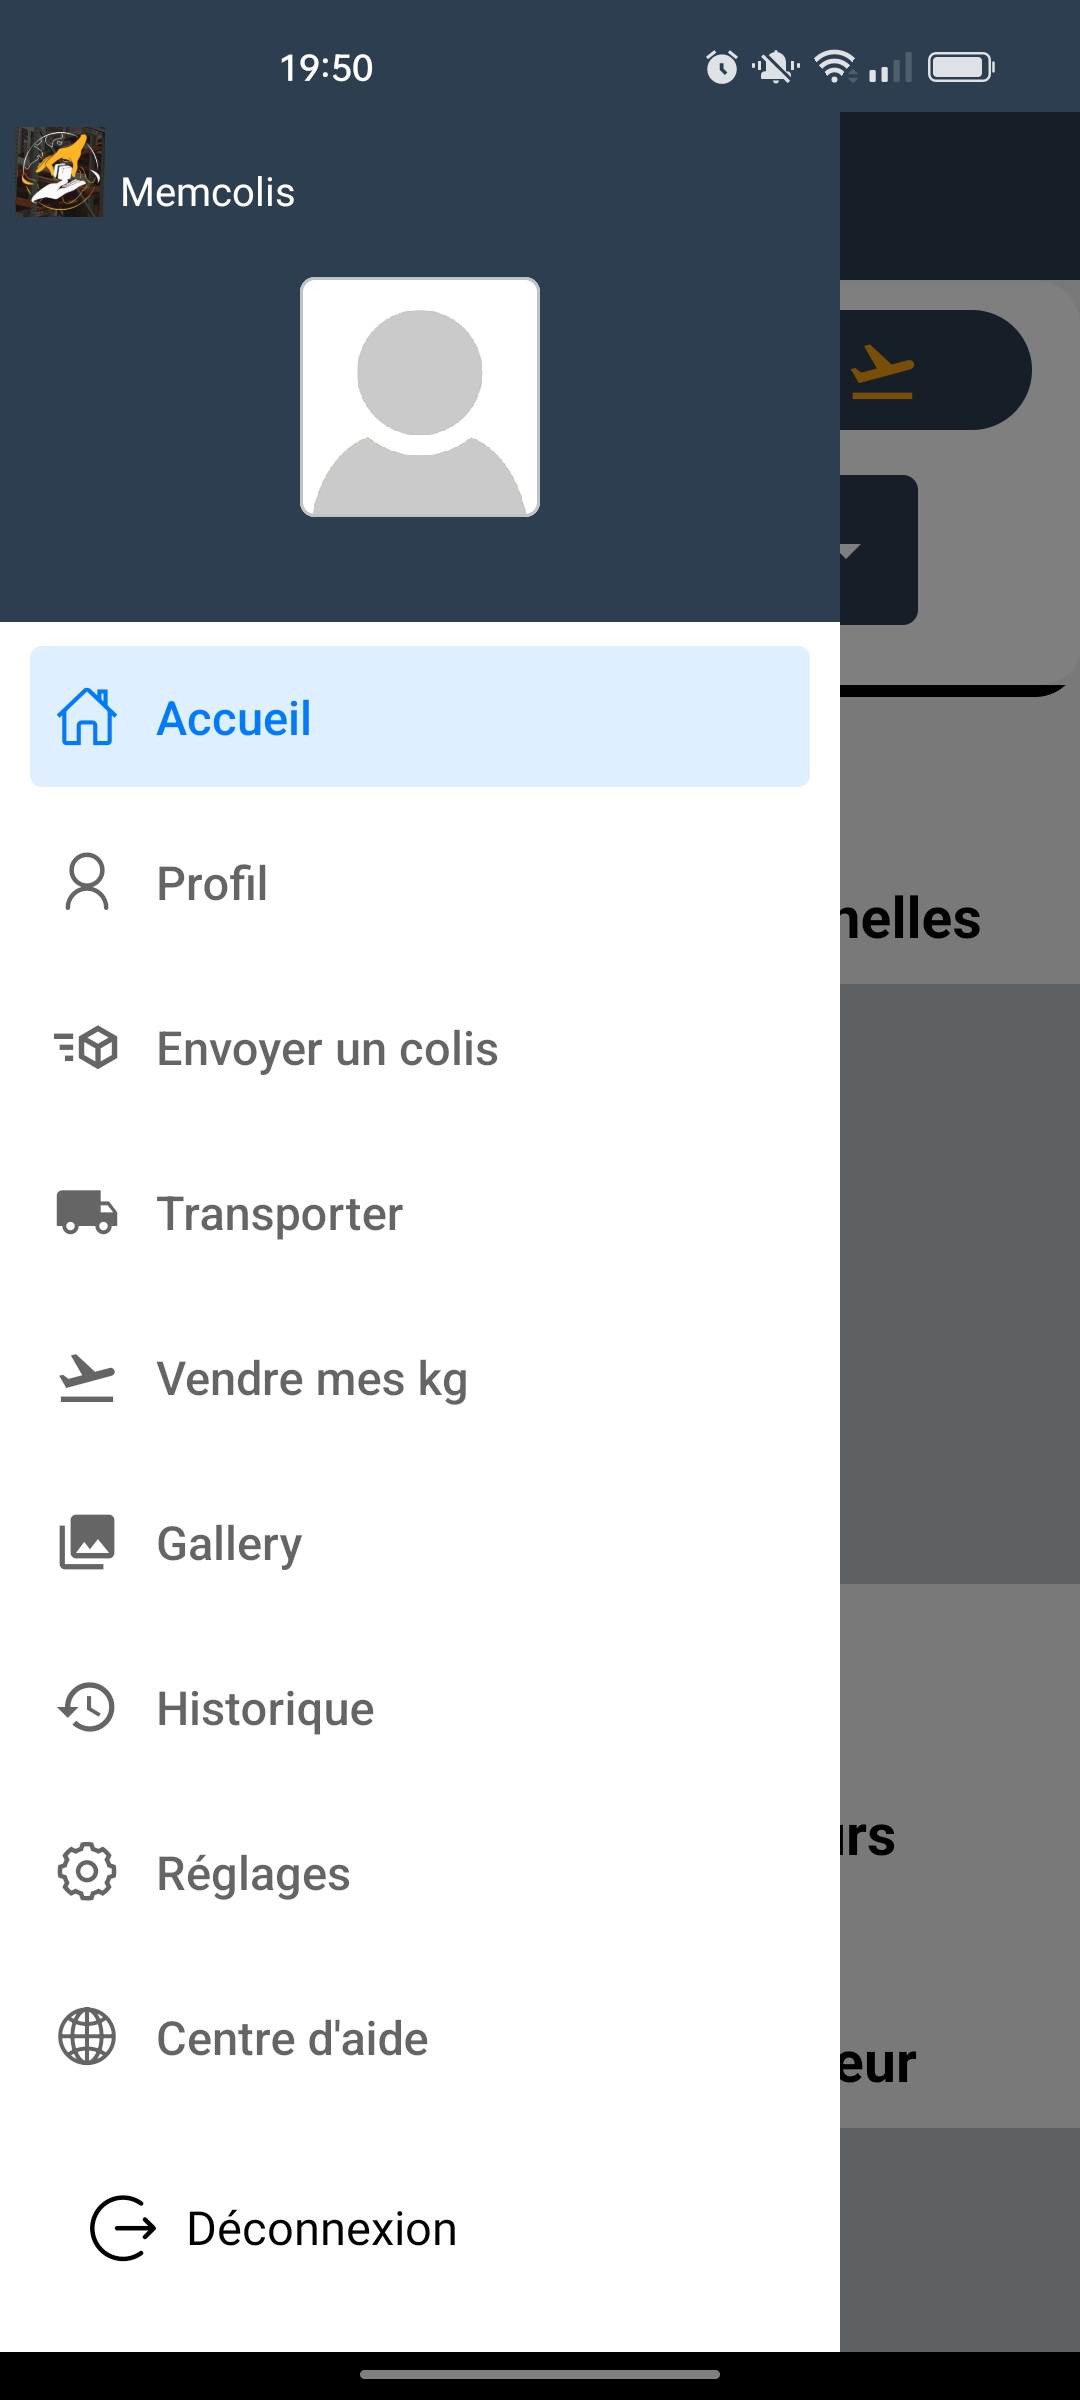 19:50
Memcolis
Accueil
Profil
nelles
Envoyer un colis
Transporter
Vendre mes kg
Gallery
Historique
urs
Réglages
Centre d'aide
eur
Déconnexion